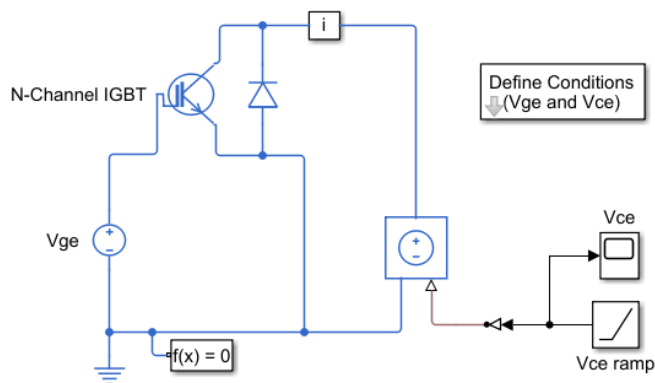 i
N-Channel IGBT
Define Conditions
(Vge and Vce)
Vge
+
−
+
−
Vce
f(x) = 0
Vce ramp